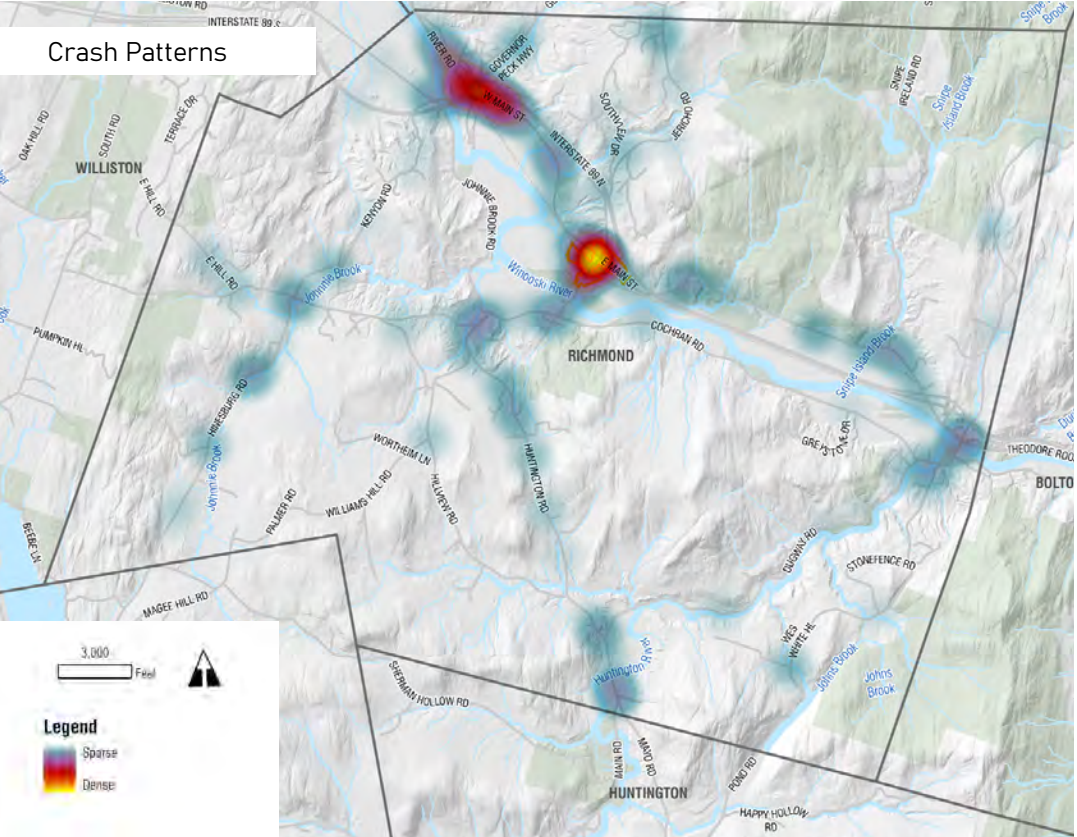 Crash Patterns
INTERSTATE 89 S
RIVER RD
GOVERNOR
PECK HWY
W MAIN ST
INTERSTATE 89 N
SOUTHVIEW DR
JERICHO RD
SNIPE
IRELAND RD
Snipe
Island Brook
Snipe
Brook
OAK HILL RD
SOUTH RD
TERRACE DR
WILLISTON
E HILL RD
KENYON RD
JOHNNIE BROOK RD
E HILL RD
Johnnie Brook
Winooski River
E MAIN ST
COCHRAN RD
RICHMOND
Snipe Island Brook
PUMPKIN HL
HINESBURG RD
Johnnie Brook
WORTHEIM LN
WILLIAMS HILL RD
HILLVIEW RD
HUNTINGTON RD
PALMER RD
THEODORE ROO
BOLTO
DUGWAY RD
STONEFENCE RD
BEEBE LN
MAGEE HILL RD
WES
WHITE HL
Johns Brook
Johns
Brook
Huntington River
SHERMAN HOLLOW RD
MAIN RD
MAYO RD
POND RD
HUNTINGTON
HAPPY HOLLOW
RD
3,000
Feet
Legend
Sparse
Dense